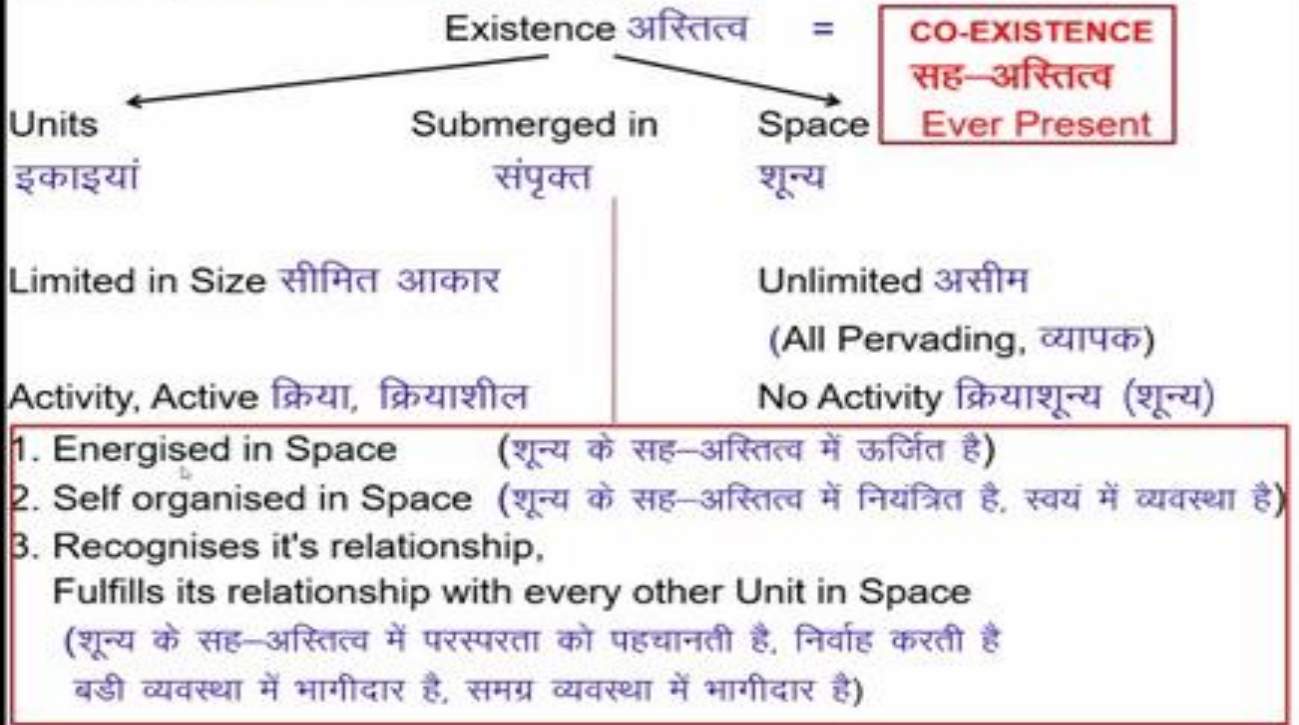 Existence अस्तित्व = CO-EXISTENCE
सह–अस्तित्व
Units Submerged in Space Ever Present
इकाइयां संपृक्त शून्य
Limited in Size सीमित आकार Unlimited असीम
(All Pervading, व्यापक)
Activity, Active क्रिया, क्रियाशील No Activity क्रियाशून्य (शून्य)
1. Energised in Space (शून्य के सह–अस्तित्व में ऊर्जित है)
2. Self organised in Space (शून्य के सह–अस्तित्व में नियंत्रित है, स्वयं में व्यवस्था है)
3. Recognises it's relationship,
Fulfills its relationship with every other Unit in Space
(शून्य के सह–अस्तित्व में परस्परता को पहचानती है, निर्वाह करती है
बडी व्यवस्था में भागीदार है, समग्र व्यवस्था में भागीदार है)